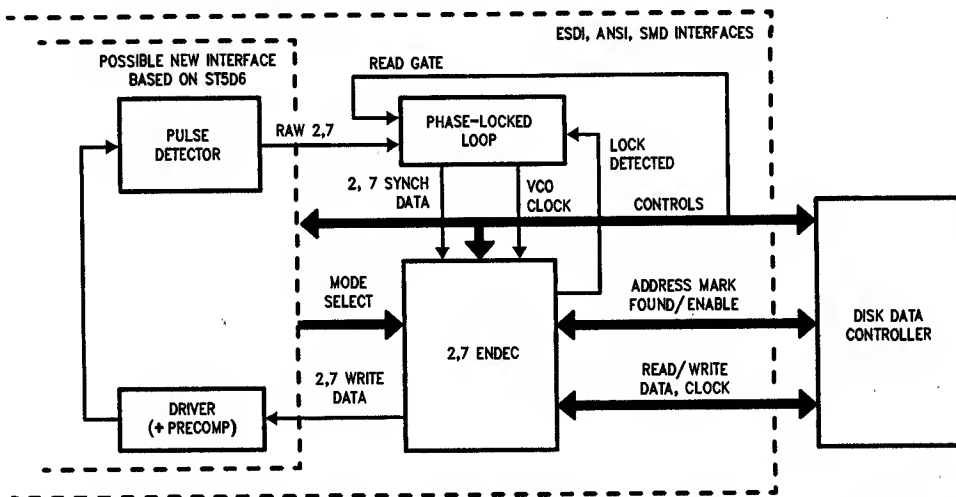 ESDI, ANSI, SMD INTERFACES
POSSIBLE NEW INTERFACE
BASED ON ST5D6
READ GATE
PULSE
DETECTOR
RAW 2,7
PHASE-LOCKED
LOOP
LOCK
DETECTED
2, 7 SYNCH
DATA
VCO
CLOCK
CONTROLS
MODE
SELECT
ADDRESS MARK
FOUND/ENABLE
2,7 ENDEC
DISK DATA
CONTROLLER
2,7 WRITE
DATA
READ/WRITE
DATA, CLOCK
DRIVER
(+ PRECOMP)